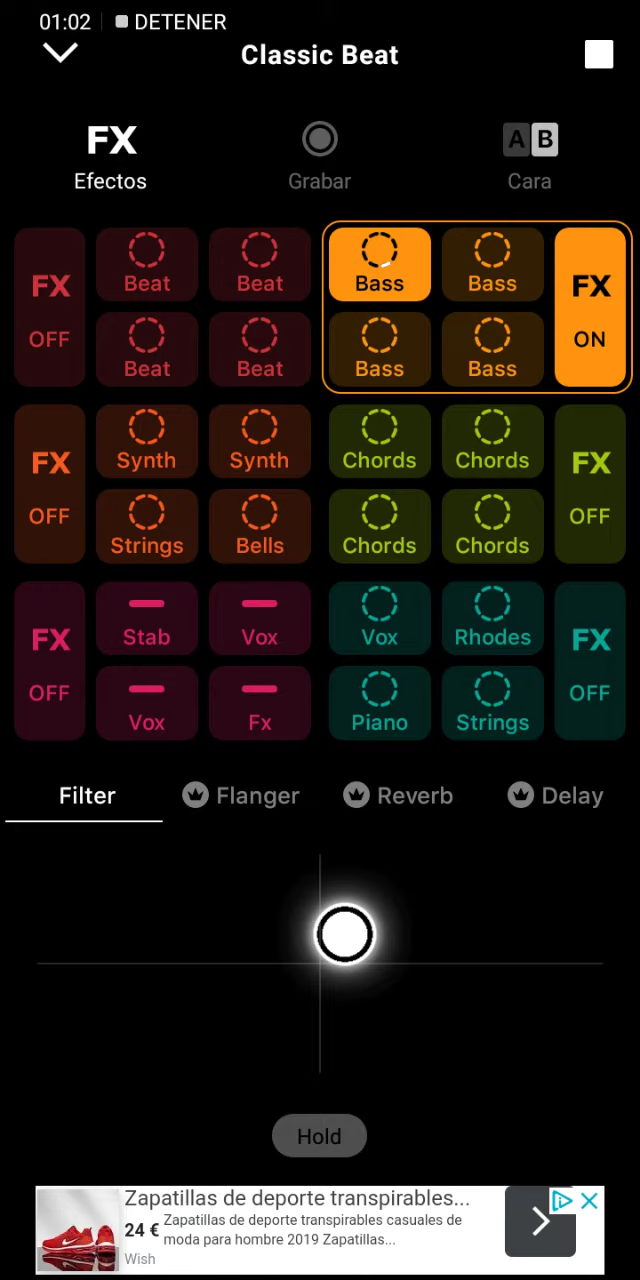 01:02 DETENER
Classic Beat
FX A B
Efectos Grabar Cara
FX OFF Beat Beat Bass Bass FX ON
Beat Beat Bass Bass
FX OFF Synth Synth Chords Chords FX OFF
Strings Bells Chords Chords
FX OFF Stab Vox Vox Rhodes FX OFF
Vox Fx Piano Strings
Filter Flanger Reverb Delay
Hold
Zapatillas de deporte transpirables...
24 € Zapatillas de deporte transpirables casuales de
moda para hombre 2019 Zapatillas...
Wish